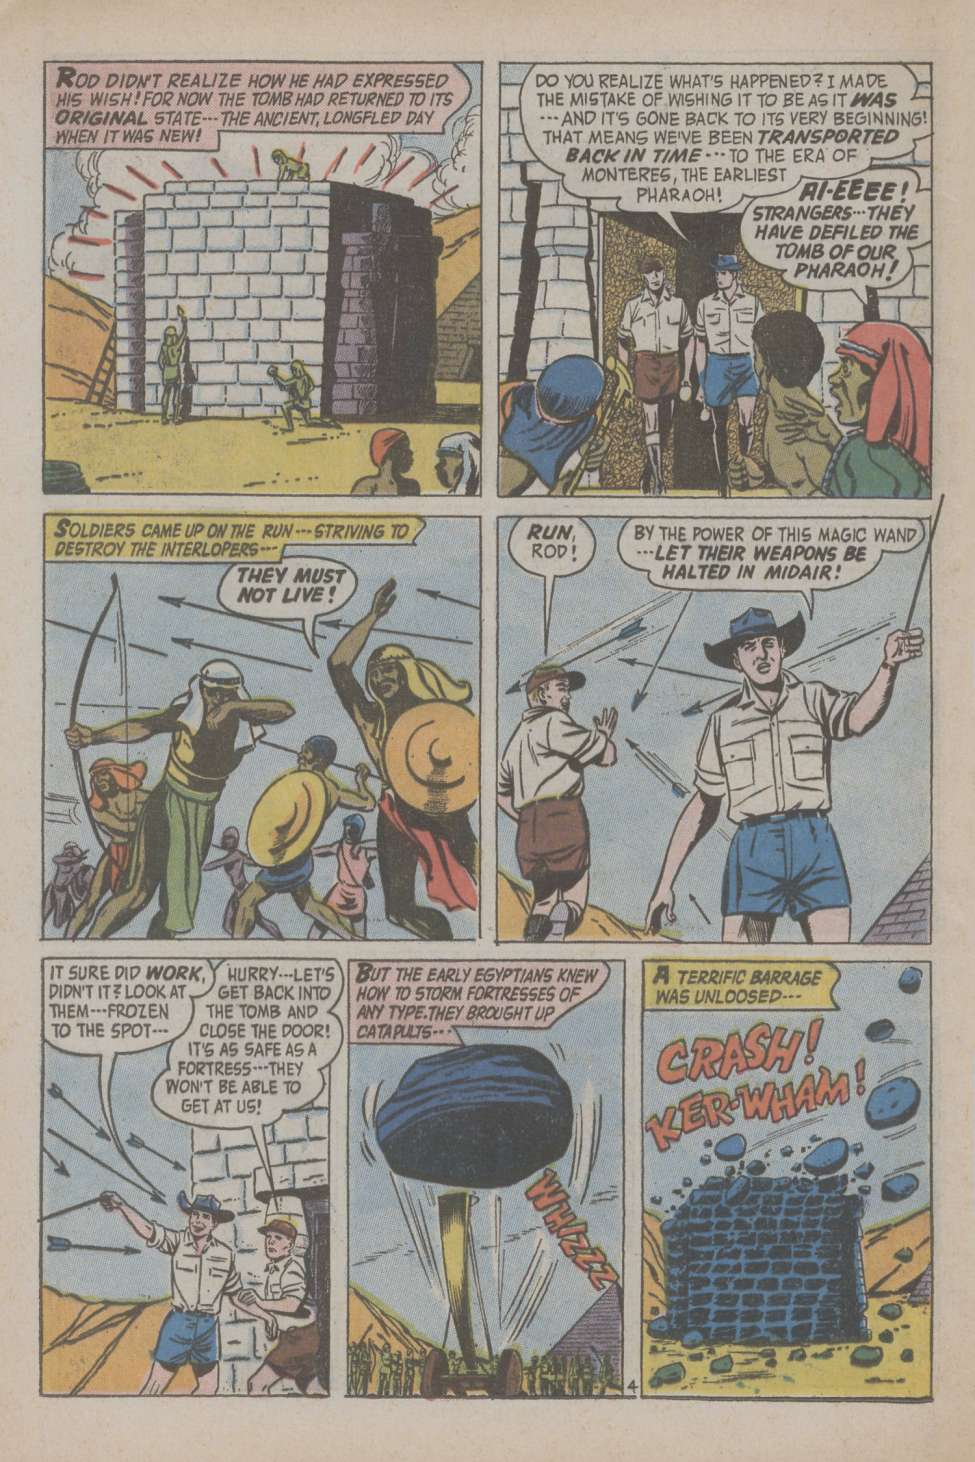 ROD DIDN'T REALIZE HOW HE HAD EXPRESSED
HIS WISH! FOR NOW THE TOMB HAD RETURNED TO ITS
ORIGINAL STATE---THE ANCIENT, LONGFLED DAY
WHEN IT WAS NEW!
DO YOU REALIZE WHAT'S HAPPENED? I MADE
THE MISTAKE OF WISHING IT TO BE AS IT WAS
---AND IT'S GONE BACK TO ITS VERY BEGINNING!
THAT MEANS WE'VE BEEN TRANSPORTED
BACK IN TIME---TO THE ERA OF
MONTERES, THE EARLIEST
PHARAOH!
AI-EEEE!
STRANGERS---THEY
HAVE DEFILED THE
TOMB OF OUR
PHARAOH!
SOLDIERS CAME UP ON THE RUN---STRIVING TO
DESTROY THE INTERLOPERS---
THEY MUST
NOT LIVE!
RUN,
ROD!
BY THE POWER OF THIS MAGIC WAND
---LET THEIR WEAPONS BE
HALTED IN MIDAIR!
IT SURE DID WORK,
DIDN'T IT? LOOK AT
THEM---FROZEN
TO THE SPOT---
HURRY---LET'S
GET BACK INTO
THE TOMB AND
CLOSE THE DOOR!
IT'S AS SAFE AS A
FORTRESS---THEY
WON'T BE ABLE TO
GET AT US!
BUT THE EARLY EGYPTIANS KNEW
HOW TO STORM FORTRESSES OF
ANY TYPE. THEY BROUGHT UP
CATAPULTS---
WHIZZZ
4
A TERRIFIC BARRAGE
WAS UNLOOSED---
CRASH!
KER-WHAM!